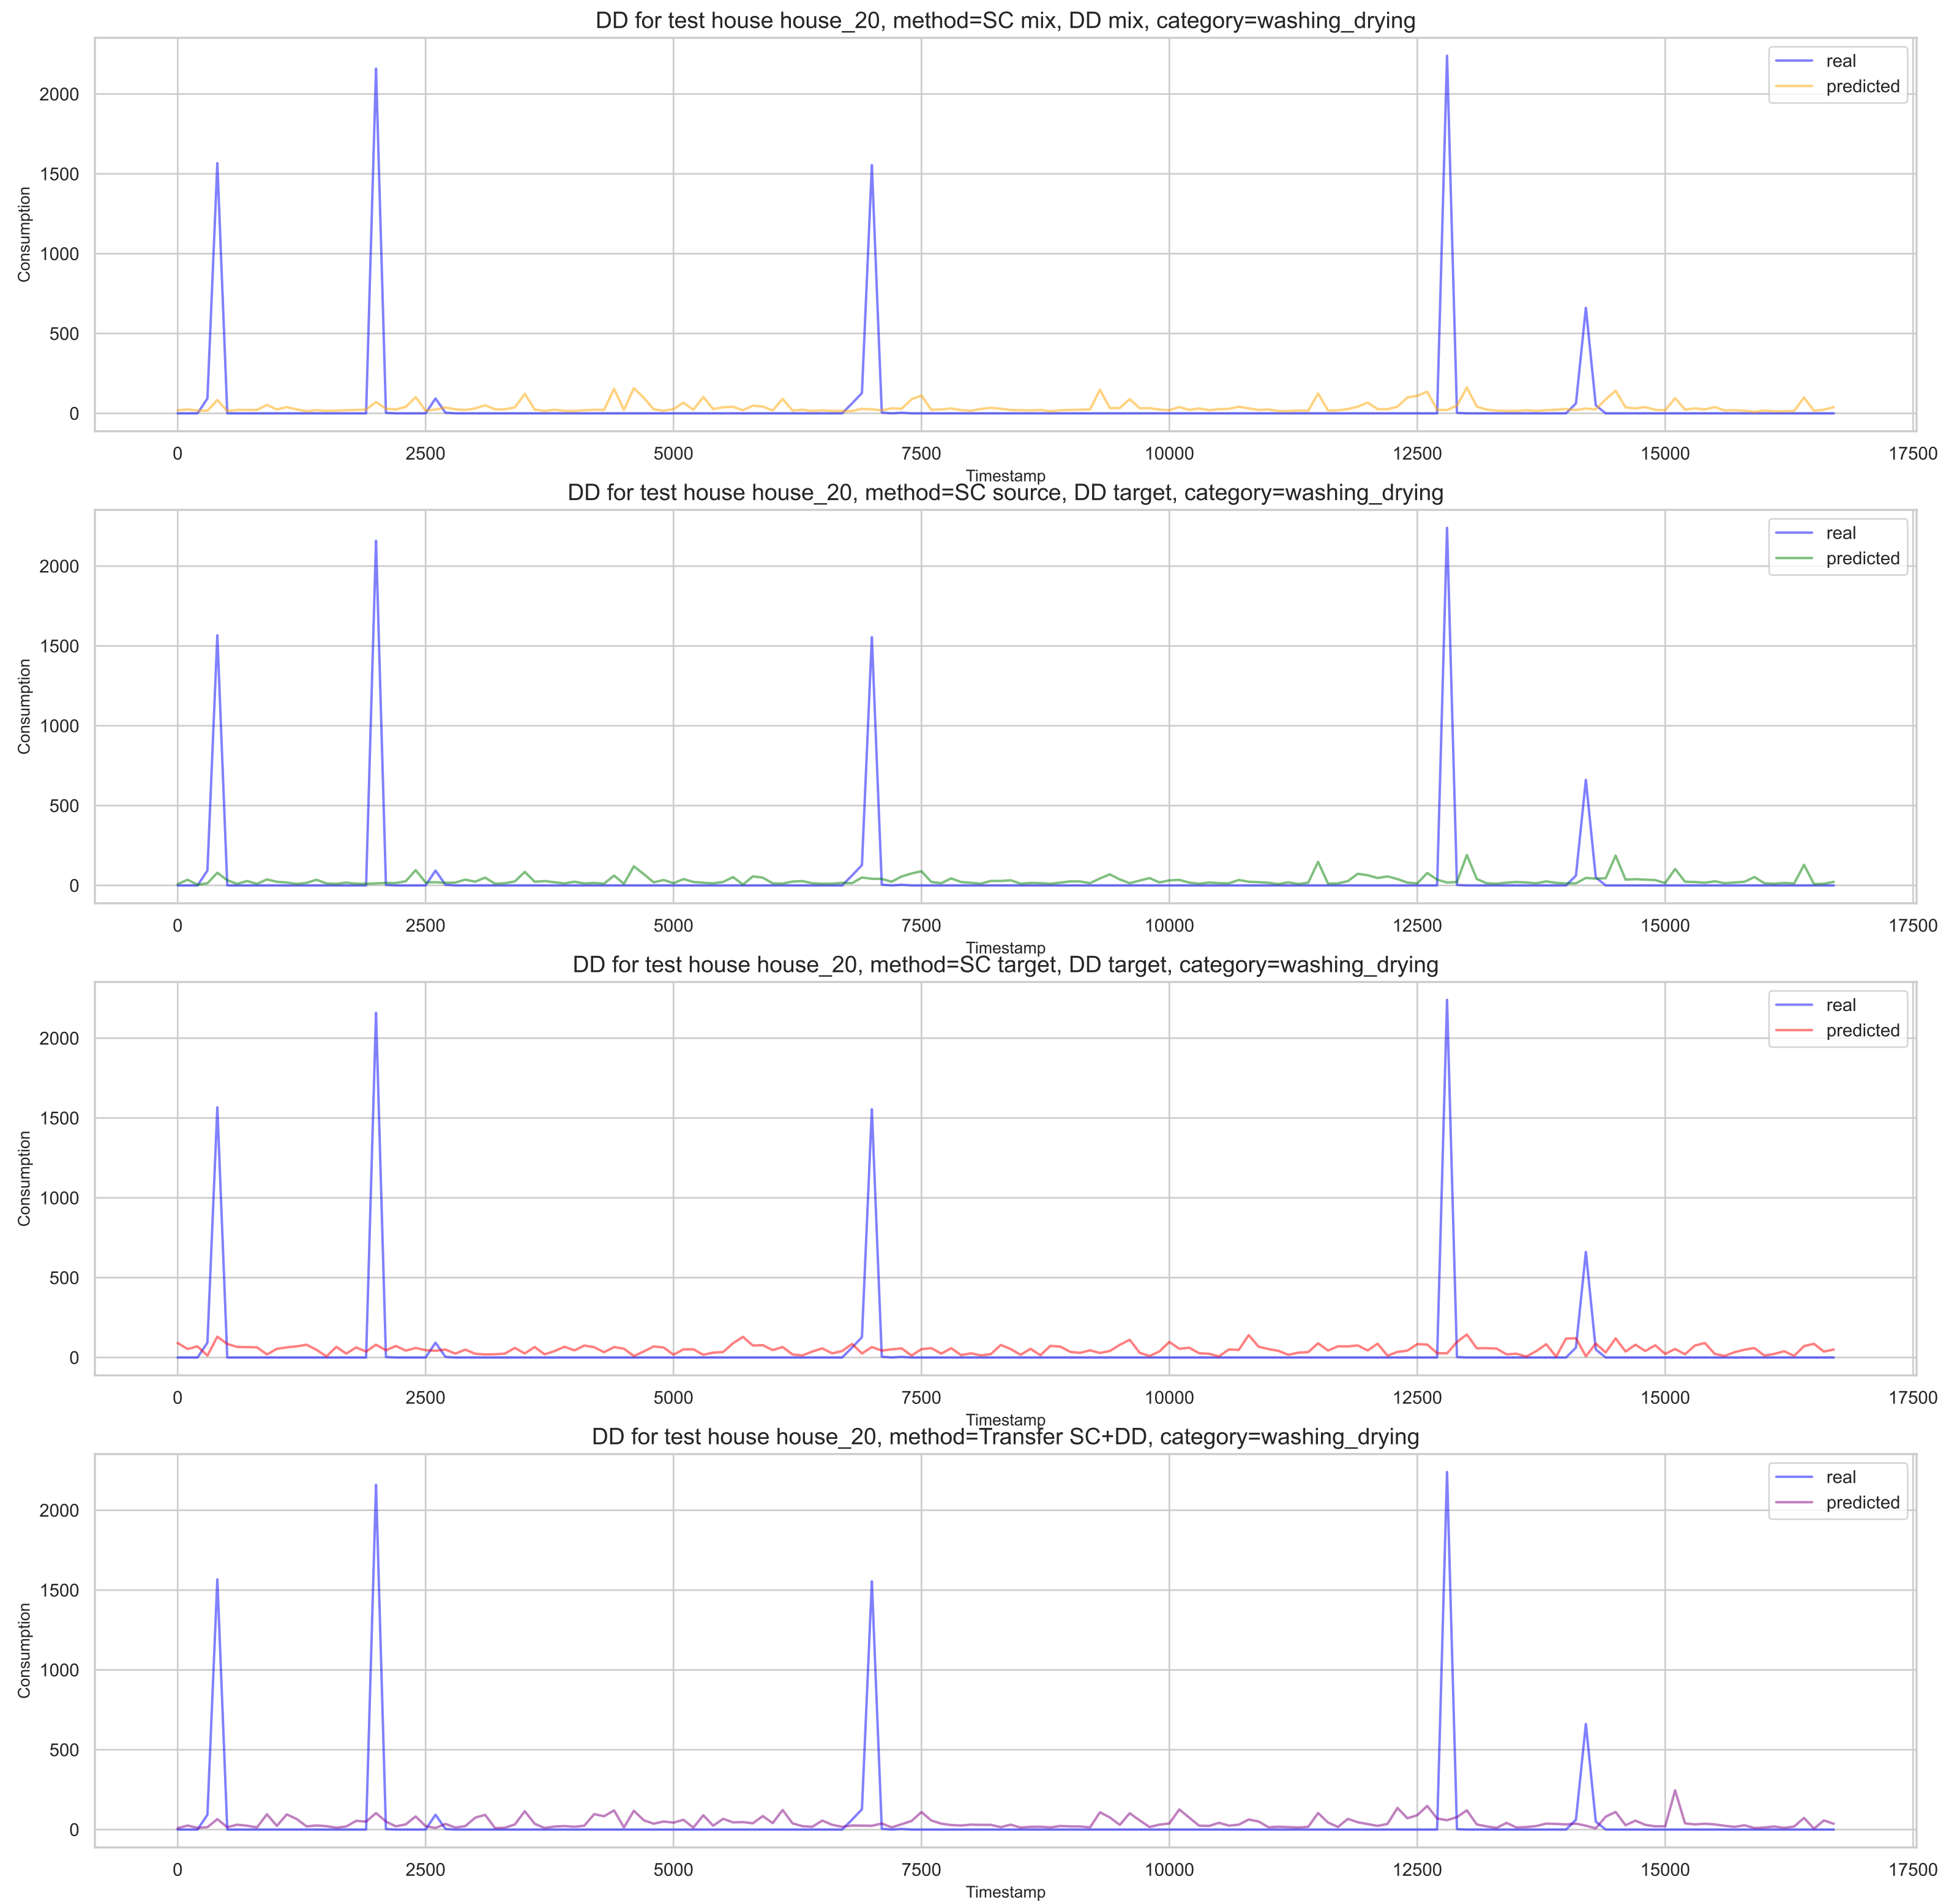 DD for test house house_20, method=SC mix, DD mix, category=washing_drying
real
predicted
2000
1500
1000
500
0
Consumption
0 2500 5000 7500 10000 12500 15000 17500
Timestamp
DD for test house house_20, method=SC source, DD target, category=washing_drying
real
predicted
2000
1500
1000
500
0
Consumption
0 2500 5000 7500 10000 12500 15000 17500
Timestamp
DD for test house house_20, method=SC target, DD target, category=washing_drying
real
predicted
2000
1500
1000
500
0
Consumption
0 2500 5000 7500 10000 12500 15000 17500
Timestamp
DD for test house house_20, method=Transfer SC+DD, category=washing_drying
real
predicted
2000
1500
1000
500
0
Consumption
0 2500 5000 7500 10000 12500 15000 17500
Timestamp